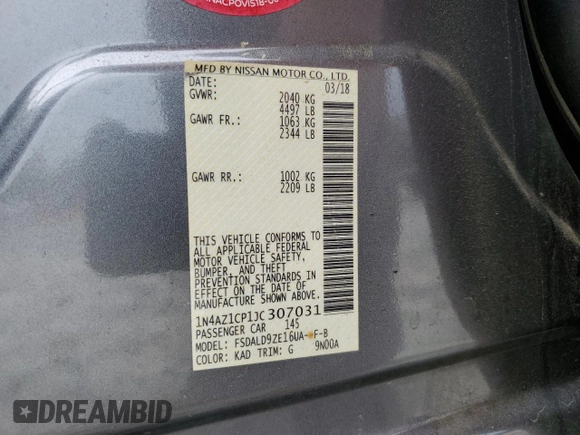 NACPOVIS18-06
MFD BY NISSAN MOTOR CO., LTD.
DATE: 03/18
GVWR: 2040 KG
4497 LB
GAWR FR.: 1063 KG
2344 LB
GAWR RR.: 1002 KG
2209 LB
THIS VEHICLE CONFORMS TO
ALL APPLICABLE FEDERAL
MOTOR VEHICLE SAFETY,
BUMPER, AND THEFT
PREVENTION STANDARDS IN
EFFECT ON THE DATE OF
MANUFACTURE SHOWN ABOVE.
1N4AZ1CP1JC307031
PASSENGER CAR 145
MODEL: FSDALD9ZE16UA- F-B
COLOR: KAD TRIM: G 9N00A
DREAMBID
.COM